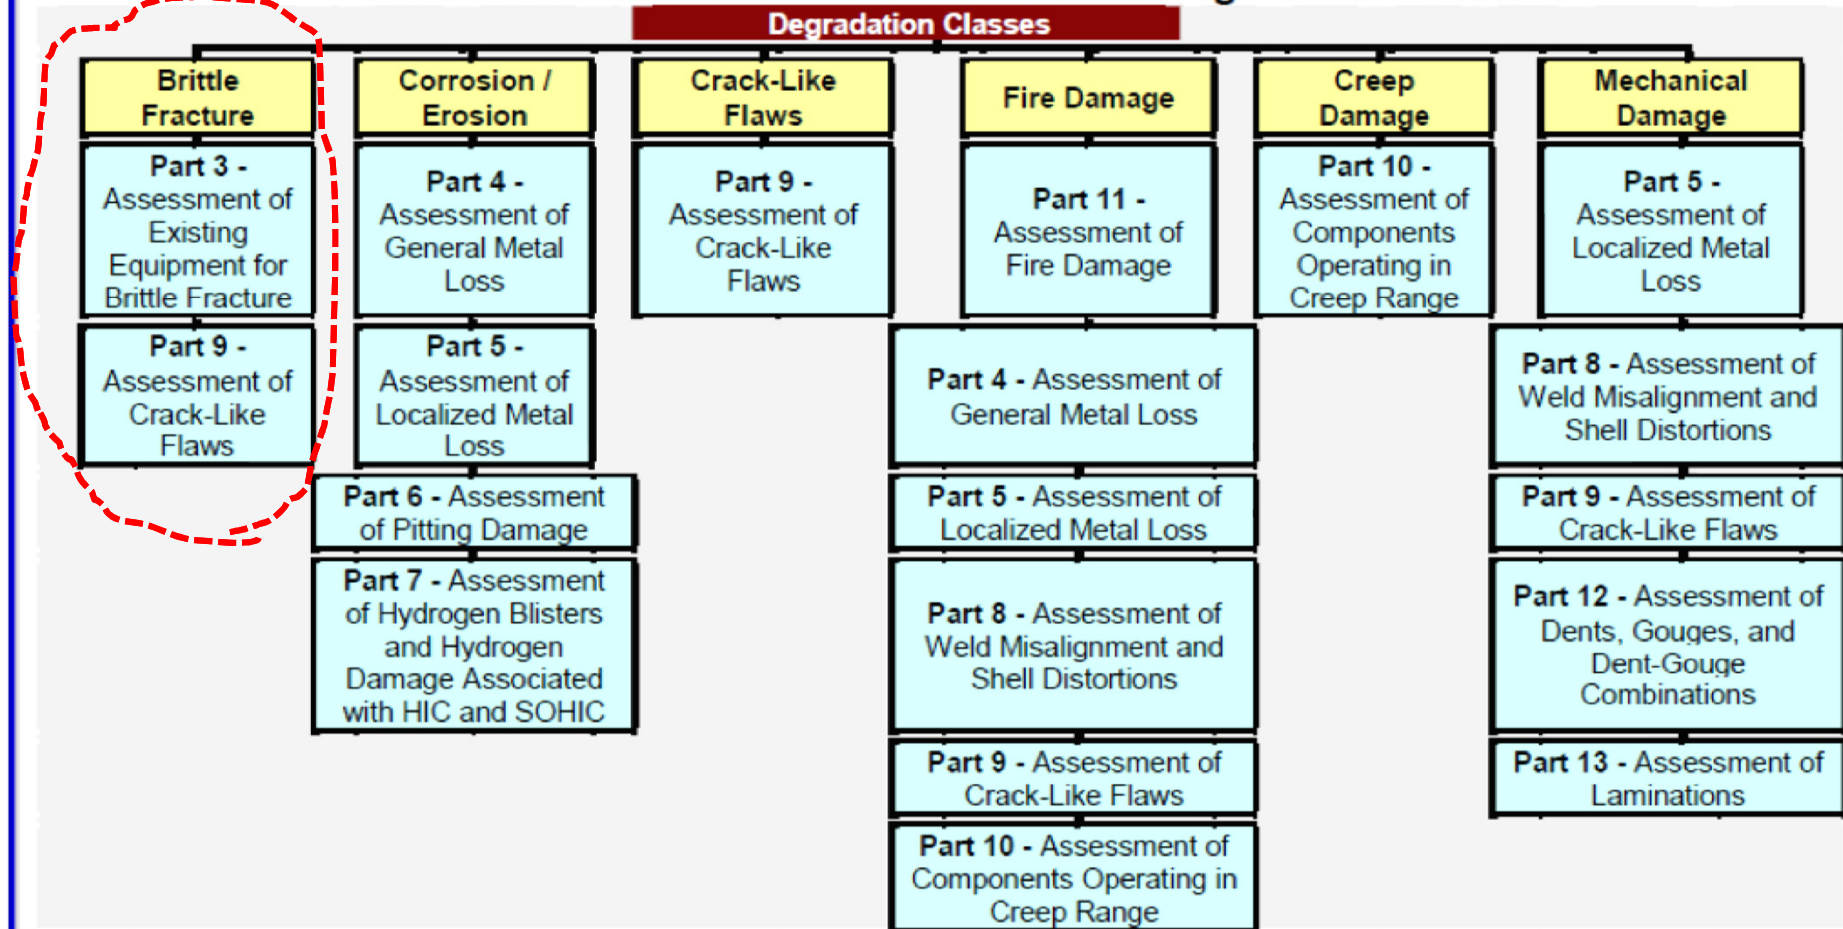 Degradation Classes
Brittle
Fracture
Part 3 -
Assessment of
Existing
Equipment for
Brittle Fracture
Part 9 -
Assessment of
Crack-Like
Flaws
Corrosion /
Erosion
Part 4 -
Assessment of
General Metal
Loss
Part 5 -
Assessment of
Localized Metal
Loss
Part 6 - Assessment
of Pitting Damage
Part 7 - Assessment
of Hydrogen Blisters
and Hydrogen
Damage Associated
with HIC and SOHIC
Crack-Like
Flaws
Part 9 -
Assessment of
Crack-Like
Flaws
Fire Damage
Part 11 -
Assessment of
Fire Damage
Part 4 - Assessment of
General Metal Loss
Part 5 - Assessment of
Localized Metal Loss
Part 8 - Assessment of
Weld Misalignment and
Shell Distortions
Part 9 - Assessment of
Crack-Like Flaws
Part 10 - Assessment of
Components Operating in
Creep Range
Creep
Damage
Part 10 -
Assessment of
Components
Operating in
Creep Range
Mechanical
Damage
Part 5 -
Assessment of
Localized Metal
Loss
Part 8 - Assessment of
Weld Misalignment and
Shell Distortions
Part 9 - Assessment of
Crack-Like Flaws
Part 12 - Assessment of
Dents, Gouges, and
Dent-Gouge
Combinations
Part 13 - Assessment of
Laminations